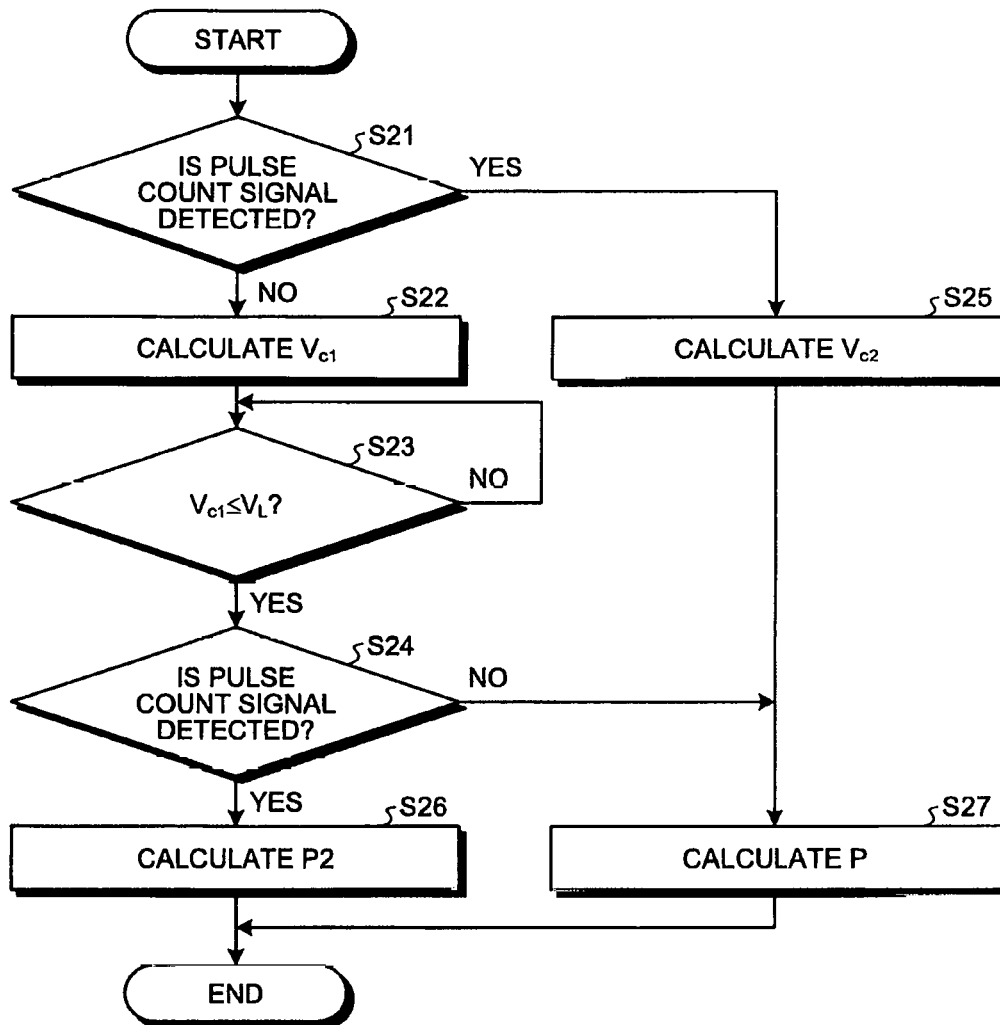 START
S21
IS PULSE
COUNT SIGNAL
DETECTED?
YES
NO
S22
CALCULATE Vc1
S25
CALCULATE Vc2
S23
Vc1≤VL?
NO
YES
S24
IS PULSE
COUNT SIGNAL
DETECTED?
NO
YES
S26
CALCULATE P2
S27
CALCULATE P
END